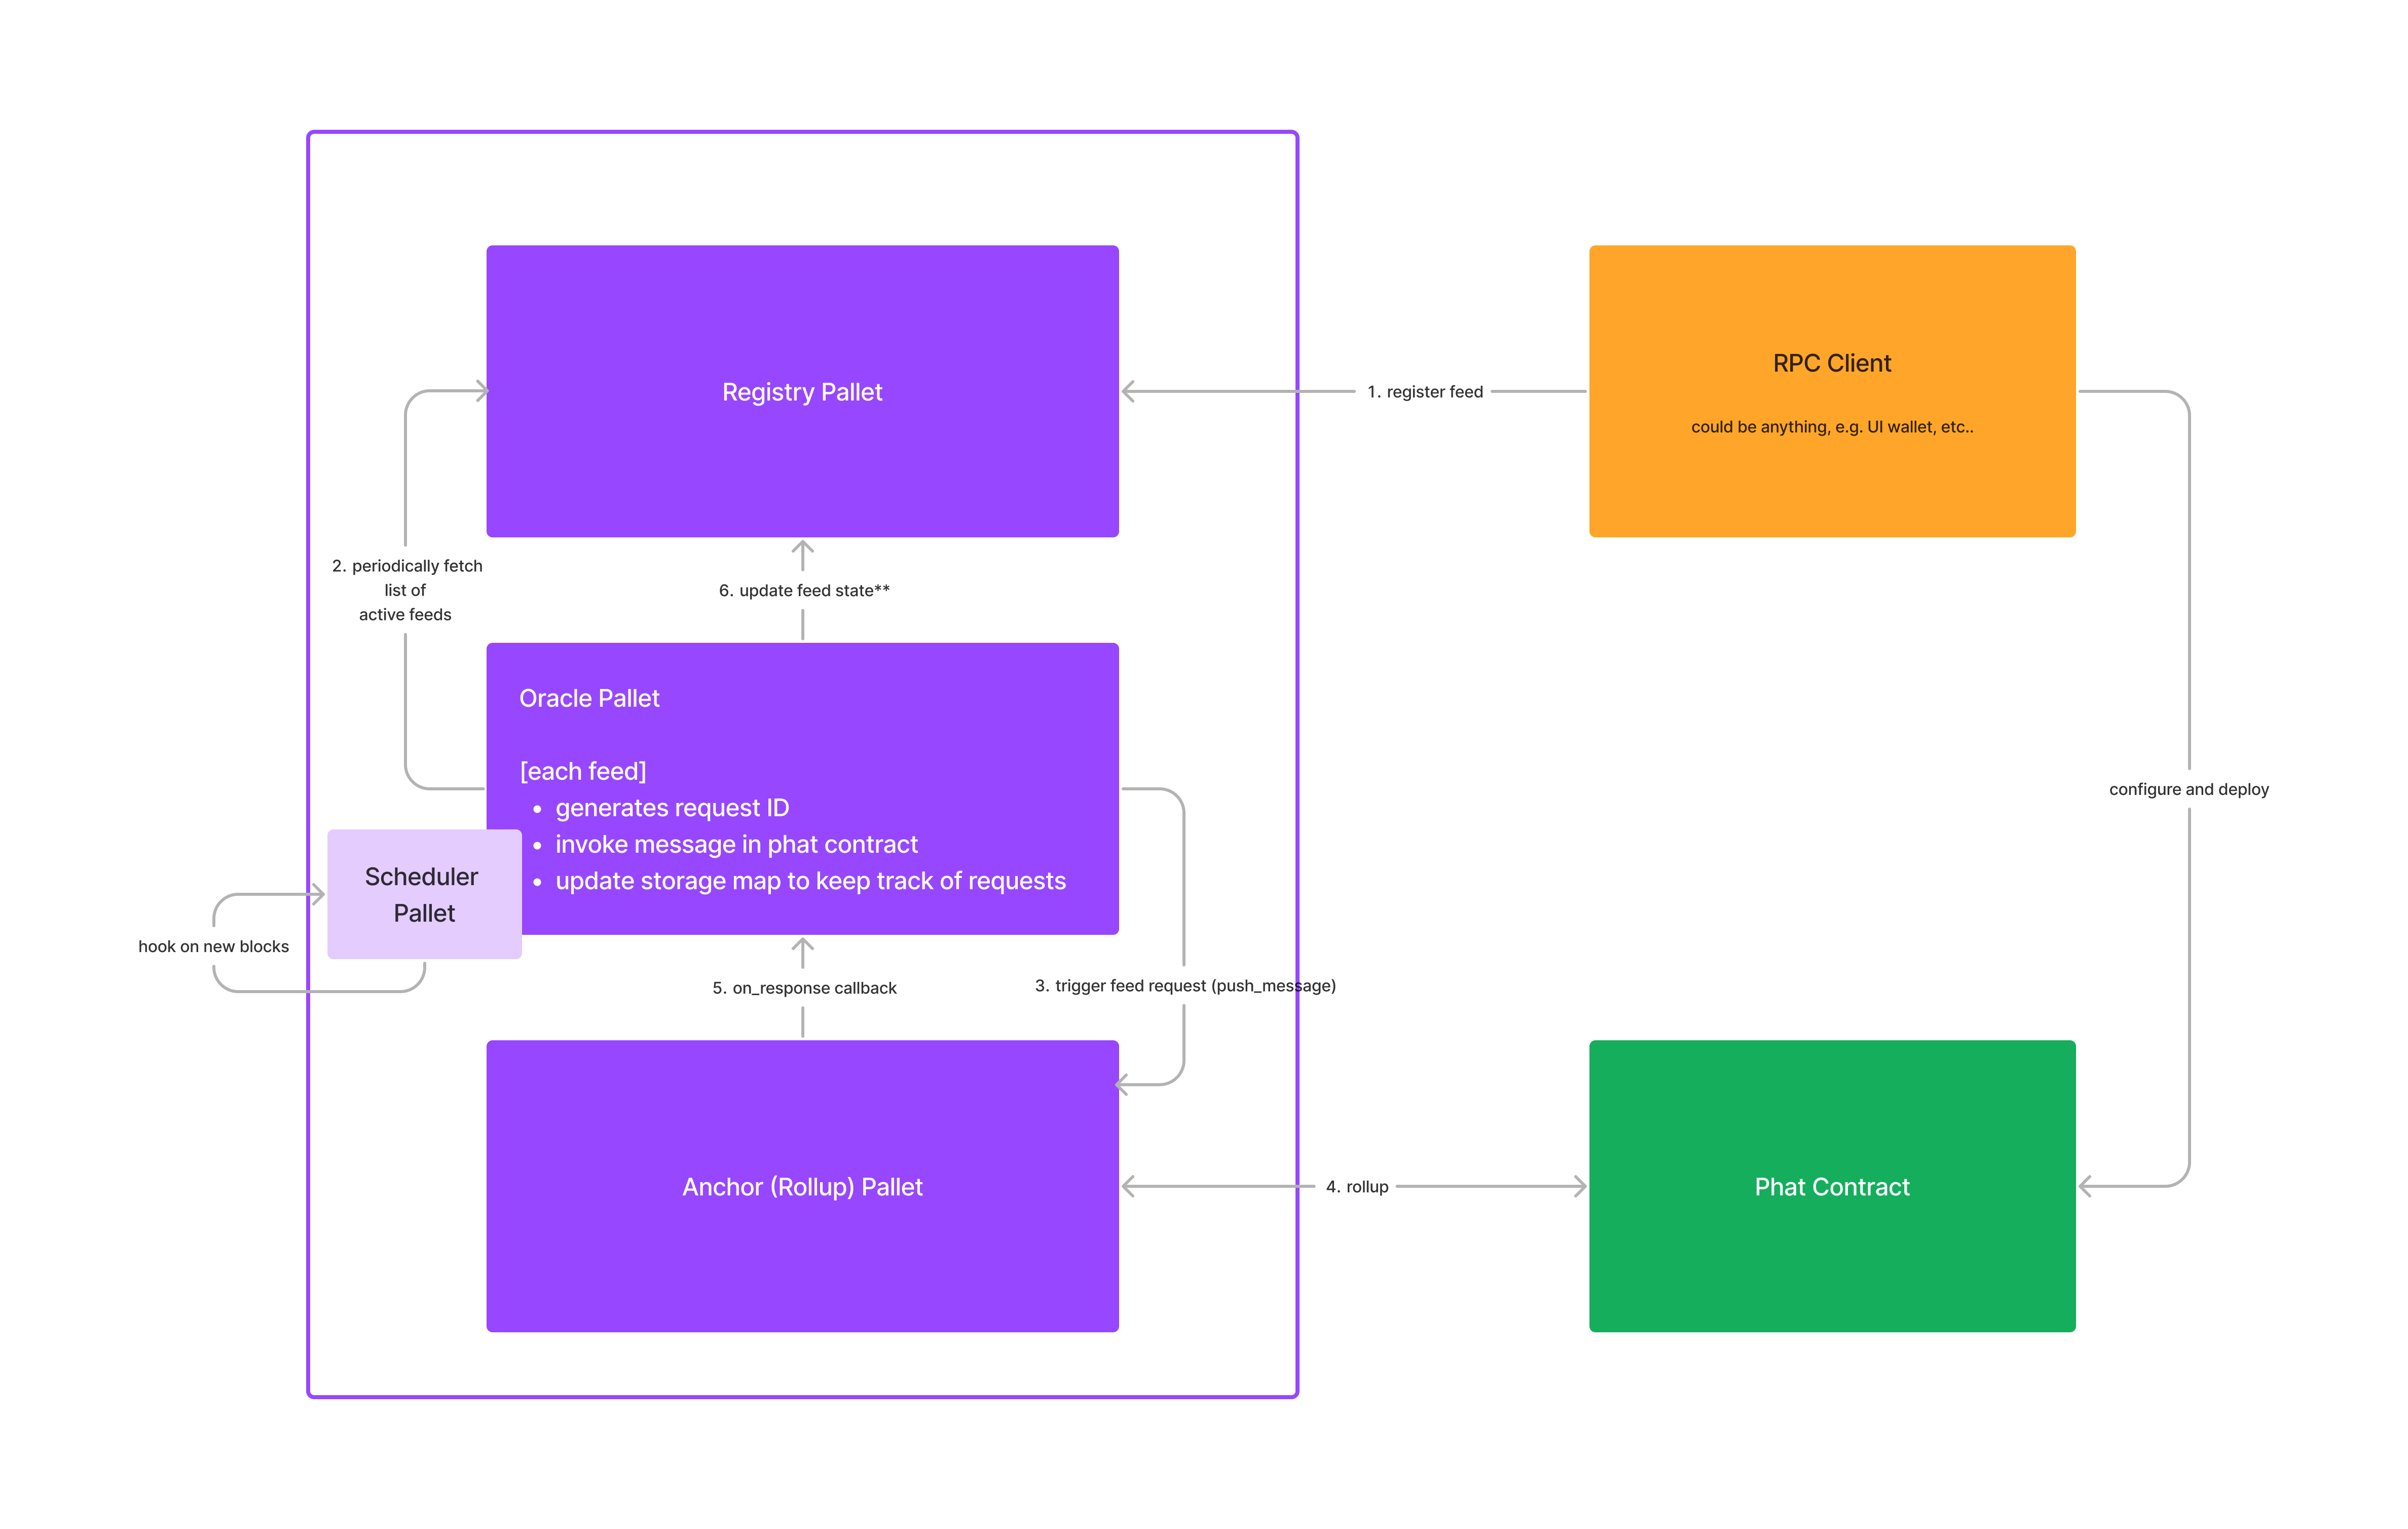 Registry Pallet
1. register feed
RPC Client
could be anything, e.g. UI wallet, etc..
2. periodically fetch
list of
active feeds
6. update feed state**
Oracle Pallet
[each feed]
• generates request ID
• invoke message in phat contract
• update storage map to keep track of requests
configure and deploy
Scheduler
Pallet
hook on new blocks
5. on_response callback
3. trigger feed request (push_message)
Anchor (Rollup) Pallet
4. rollup
Phat Contract